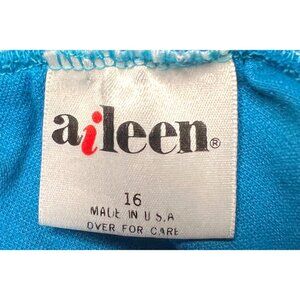 aileen®
16
MADE IN U.S.A
OVER FOR CARE